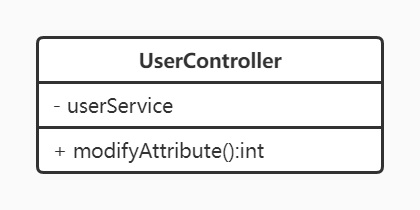 UserController
- userService
+ modifyAttribute():int